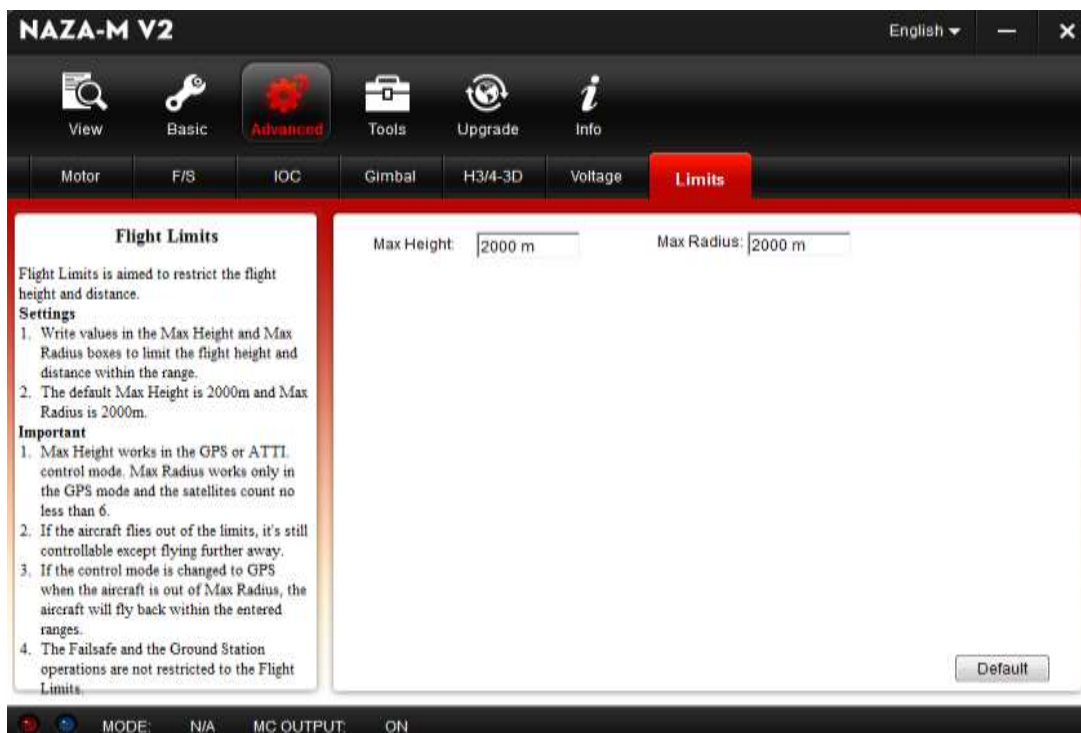 NAZA-M V2
English
View
Basic
Advanced
Tools
Upgrade
Info
Motor
F/S
IOC
Gimbal
H3/4-3D
Voltage
Limits
Flight Limits
Flight Limits is aimed to restrict the flight
height and distance.
Settings
1. Write values in the Max Height and Max
Radius boxes to limit the flight height and
distance within the range.
2. The default Max Height is 2000m and Max
Radius is 2000m.
Important
1. Max Height works in the GPS or ATTI.
control mode. Max Radius works only in
the GPS mode and the satellites count no
less than 6.
2. If the aircraft flies out of the limits, it's still
controllable except flying further away.
3. If the control mode is changed to GPS
when the aircraft is out of Max Radius, the
aircraft will fly back within the entered
ranges.
4. The Failsafe and the Ground Station
operations are not restricted to the Flight
Limits.
Max Height: 2000 m
Max Radius: 2000 m
Default
MODE: N/A MC OUTPUT: ON